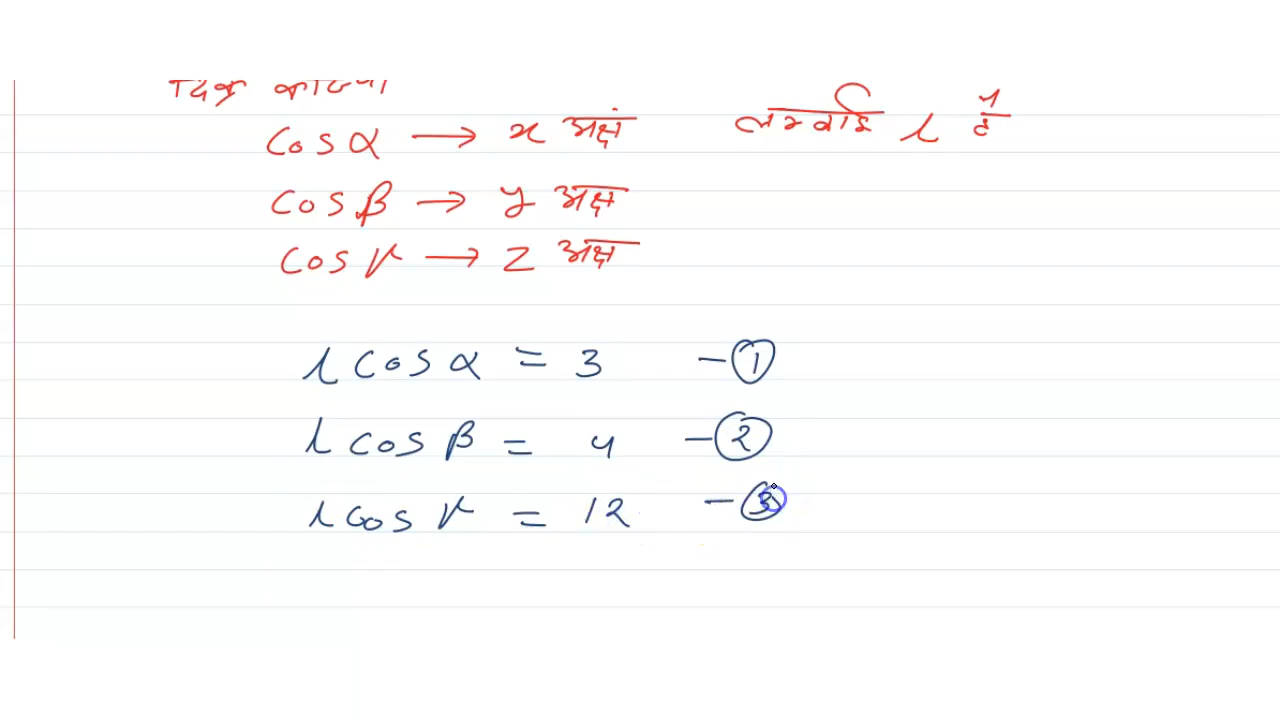 cos α → x अक्ष लम्बाई l
cos β → y अक्ष
cos γ → z अक्ष
l cos α = 3 - ①
l cos β = 4 - ②
l cos γ = 12 - ③